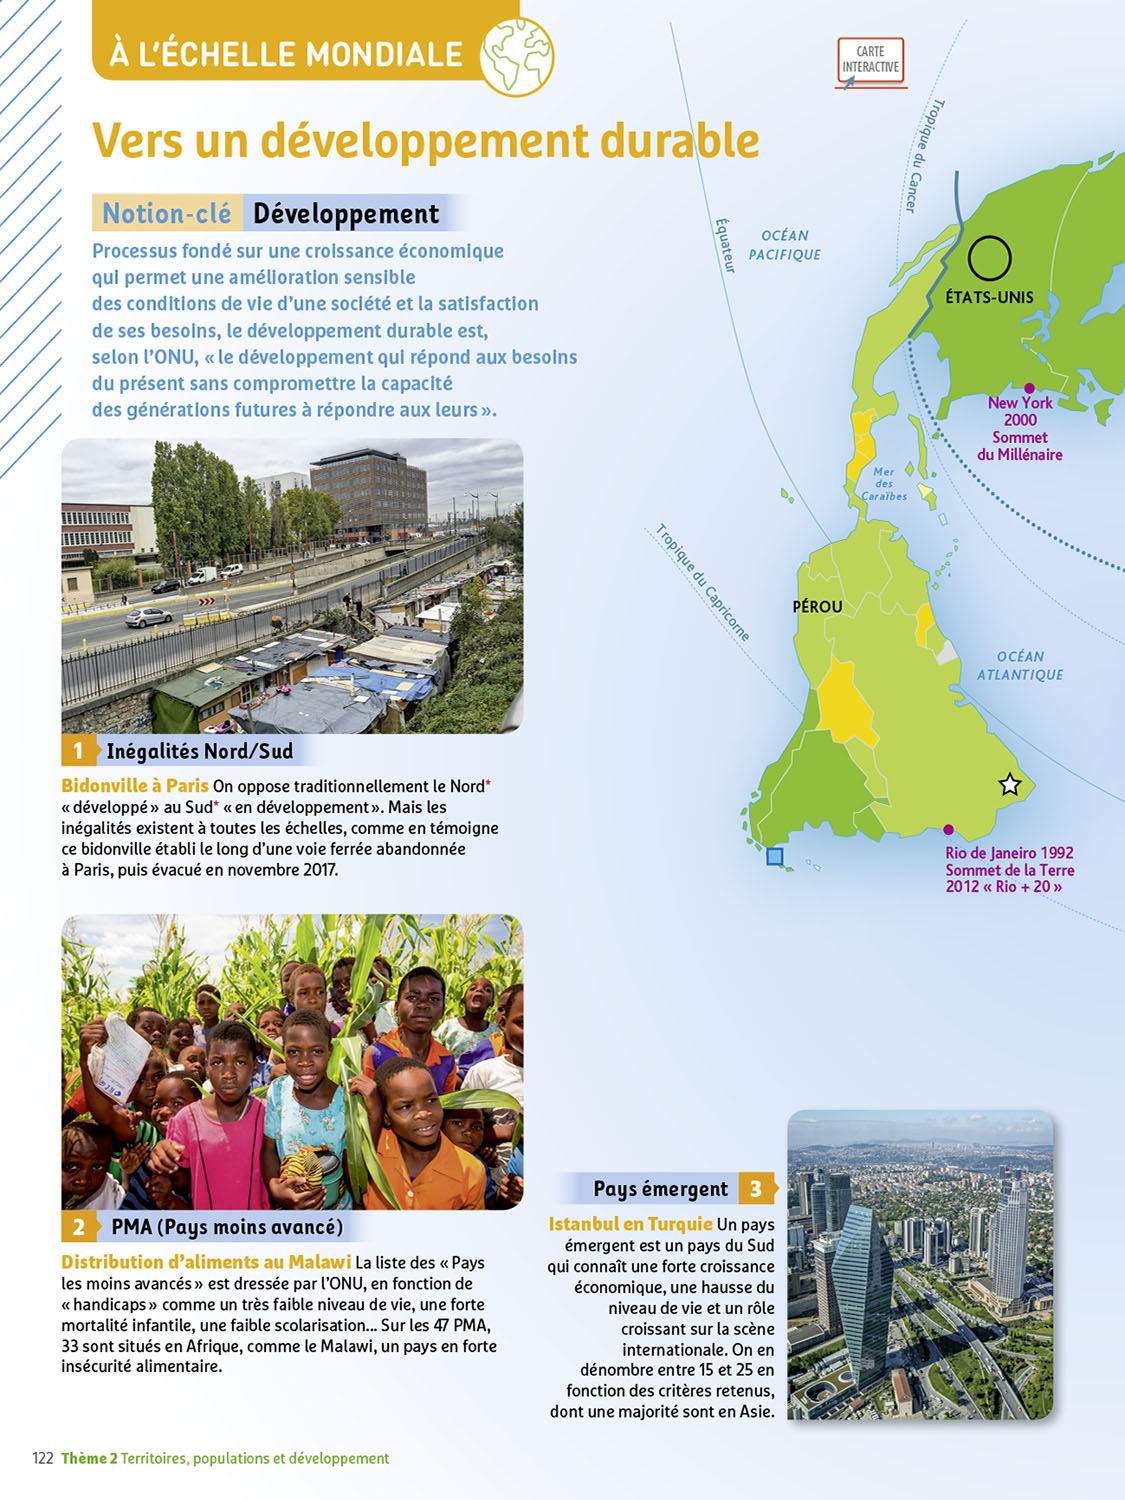 À L'ÉCHELLE MONDIALE
CARTE
INTERACTIVE
Vers un développement durable
Notion-clé Développement
Processus fondé sur une croissance économique
qui permet une amélioration sensible
des conditions de vie d'une société et la satisfaction
de ses besoins, le développement durable est,
selon l'ONU, « le développement qui répond aux besoins
du présent sans compromettre la capacité
des générations futures à répondre aux leurs ».
Tropique du Cancer
Équateur
OCÉAN
PACIFIQUE
ÉTATS-UNIS
New York
2000
Sommet
du Millénaire
Mer
des
Caraïbes
Tropique du Capricorne
PÉROU
OCÉAN
ATLANTIQUE
Rio de Janeiro 1992
Sommet de la Terre
2012 « Rio + 20 »
1 Inégalités Nord/Sud
Bidonville à Paris On oppose traditionnellement le Nord*
« développé » au Sud* « en développement ». Mais les
inégalités existent à toutes les échelles, comme en témoigne
ce bidonville établi le long d'une voie ferrée abandonnée
à Paris, puis évacué en novembre 2017.
2 PMA (Pays moins avancé)
Distribution d'aliments au Malawi La liste des « Pays
les moins avancés » est dressée par l'ONU, en fonction de
« handicaps » comme un très faible niveau de vie, une forte
mortalité infantile, une faible scolarisation... Sur les 47 PMA,
33 sont situés en Afrique, comme le Malawi, un pays en forte
insécurité alimentaire.
Pays émergent 3
Istanbul en Turquie Un pays
émergent est un pays du Sud
qui connaît une forte croissance
économique, une hausse du
niveau de vie et un rôle
croissant sur la scène
internationale. On en
dénombre entre 15 et 25 en
fonction des critères retenus,
dont une majorité sont en Asie.
122 Thème 2 Territoires, populations et développement